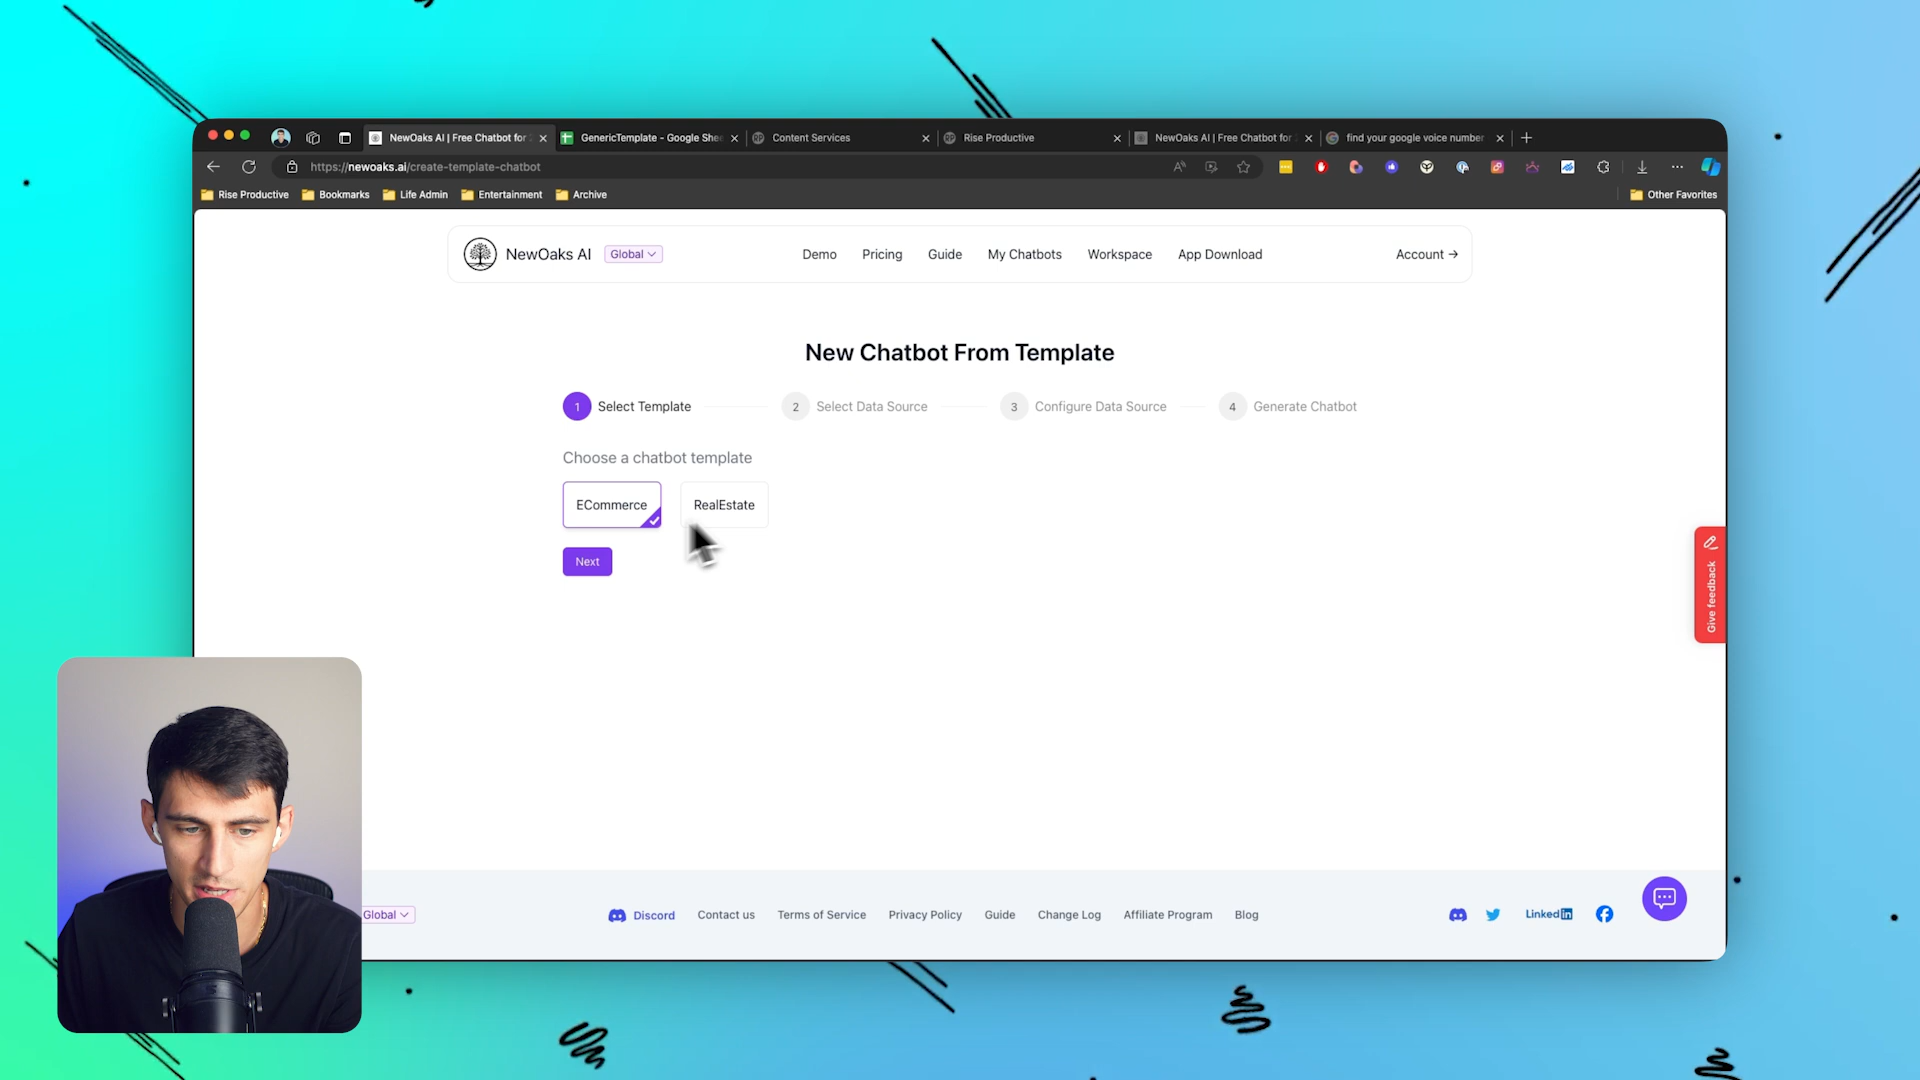 NewOaks AI | Free Chatbot for
GenericTemplate - Google She
Content Services
Rise Productive
NewOaks AI | Free Chatbot for
find your google voice number
https://newoaks.ai/create-template-chatbot
Rise Productive
Bookmarks
Life Admin
Entertainment
Archive
Other Favorites
NewOaks AI
Global
Demo
Pricing
Guide
My Chatbots
Workspace
App Download
Account →
New Chatbot From Template
1 Select Template
2 Select Data Source
3 Configure Data Source
4 Generate Chatbot
Choose a chatbot template
ECommerce
RealEstate
Next
Give feedback
Global
Discord
Contact us
Terms of Service
Privacy Policy
Guide
Change Log
Affiliate Program
Blog
Linkedin